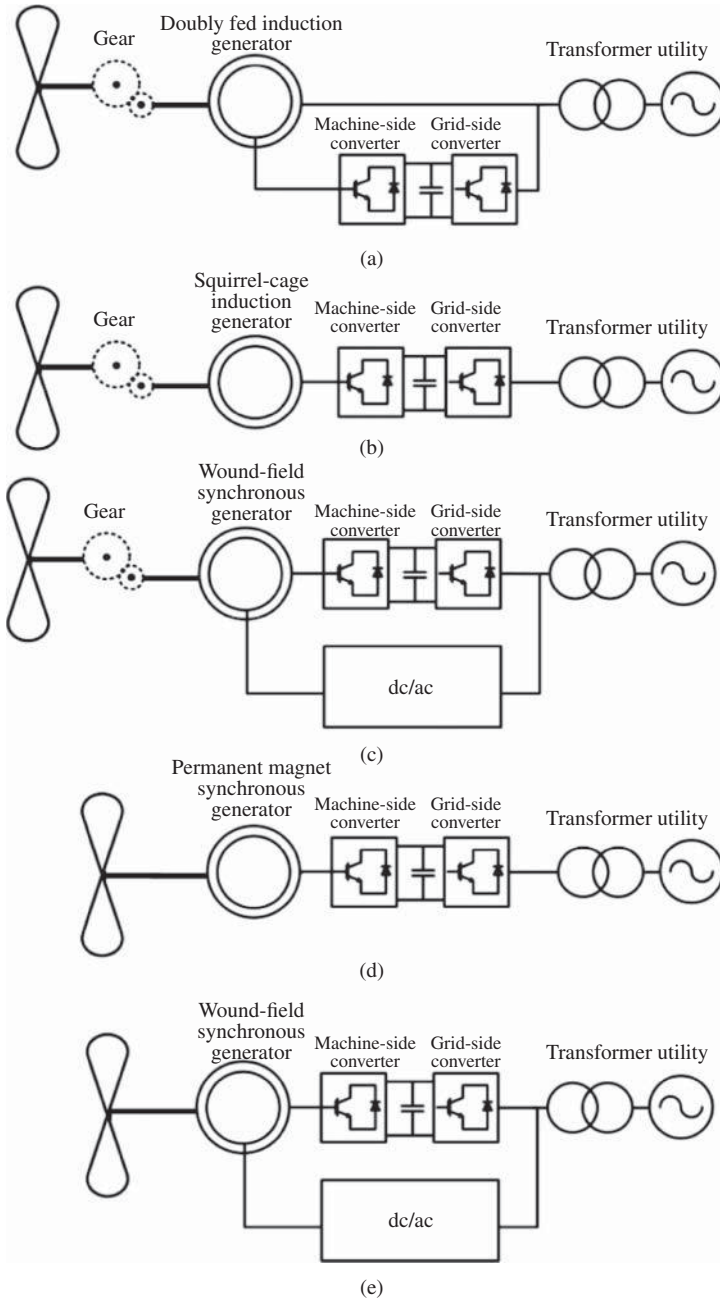 Doubly fed induction
generator
Gear
Transformer utility
Machine-side
converter
Grid-side
converter
(a)
Squirrel-cage
induction
generator
Gear
Machine-side
converter
Grid-side
converter
Transformer utility
(b)
Wound-field
synchronous
generator
Gear
Machine-side
converter
Grid-side
converter
Transformer utility
dc/ac
(c)
Permanent magnet
synchronous
generator
Machine-side
converter
Grid-side
converter
Transformer utility
(d)
Wound-field
synchronous
generator
Machine-side
converter
Grid-side
converter
Transformer utility
dc/ac
(e)